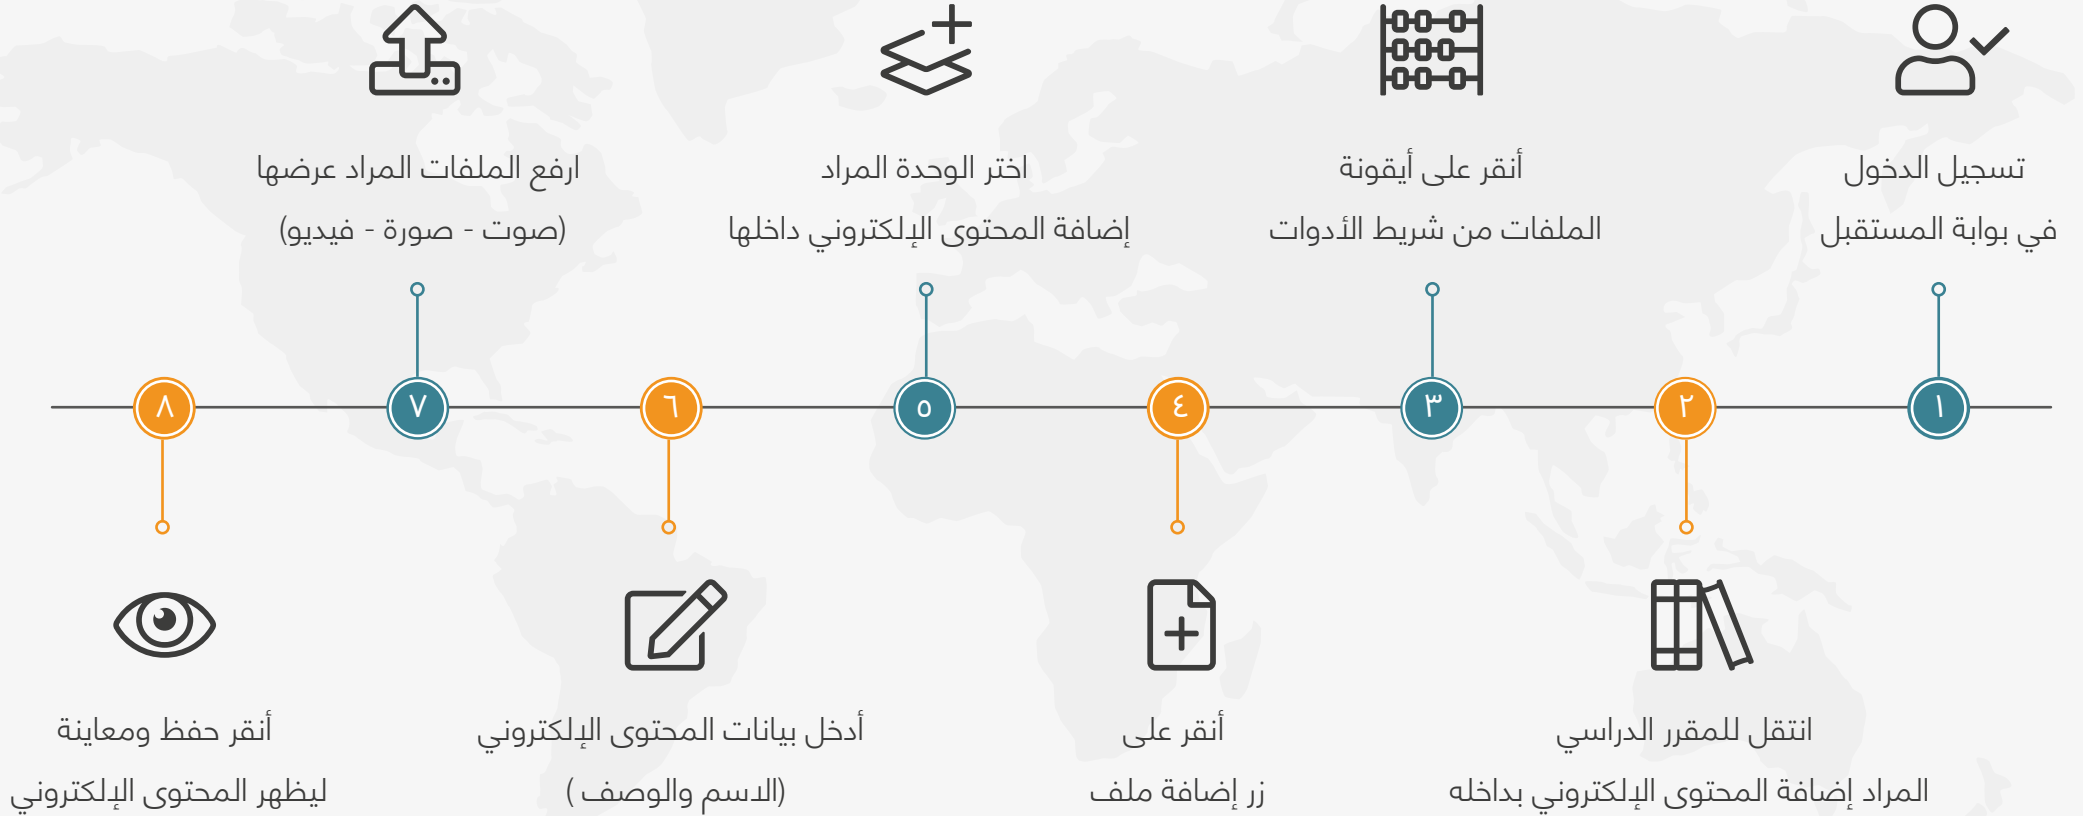 تسجيل الدخول
في بوابة المستقبل
١
٢
انتقل للمقرر الدراسي
المراد إضافة المحتوى الإلكتروني بداخله
أنقر على أيقونة
الملفات من شريط الأدوات
٣
٤
أنقر على
زر إضافة ملف
اختر الوحدة المراد
إضافة المحتوى الإلكتروني داخلها
٥
٦
أدخل بيانات المحتوى الإلكتروني
(الاسم والوصف )
ارفع الملفات المراد عرضها
(صوت - صورة - فيديو)
٧
٨
أنقر حفظ ومعاينة
ليظهر المحتوى الإلكتروني